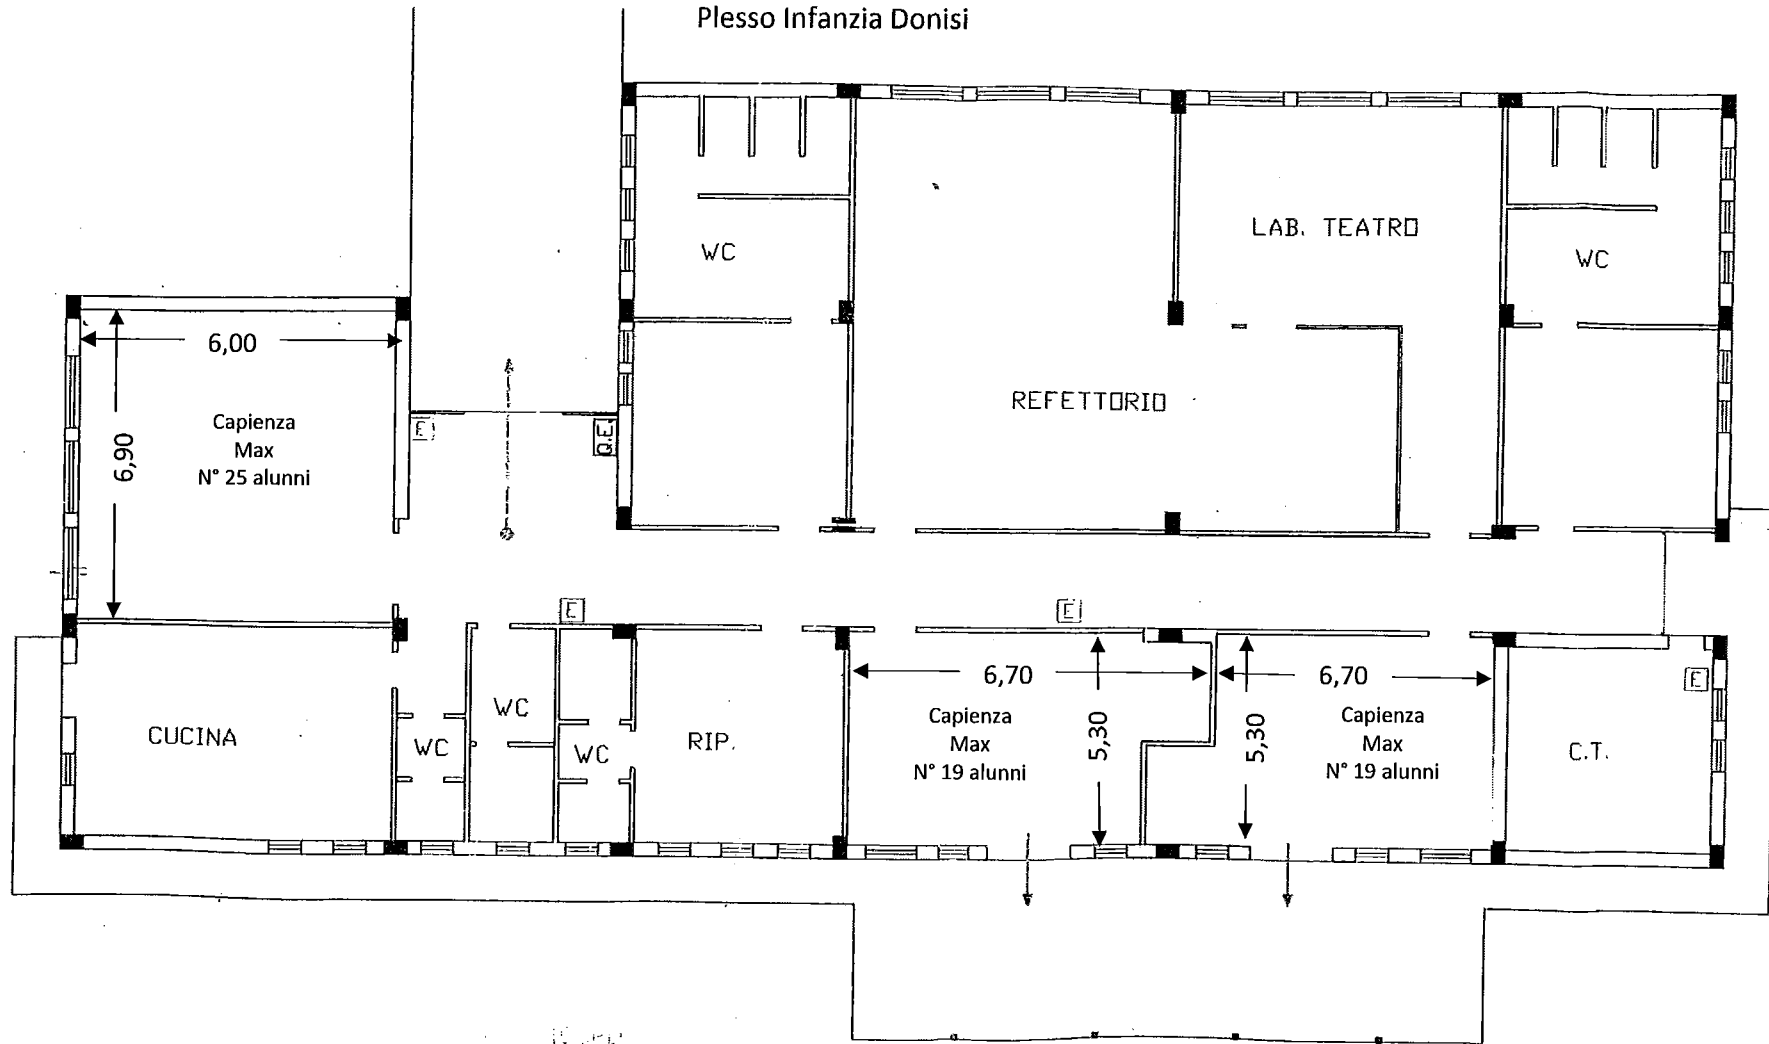 Plesso Infanzia Donisi
LAB. TEATRO
WC
WC
6,00
REFETTORIO
Capienza
Max
N° 25 alunni
6,90
E
Q.E.
E
E
6,70
6,70
E
WC
CUCINA
WC
WC
RIP.
Capienza
Max
N° 19 alunni
5,30
5,30
Capienza
Max
N° 19 alunni
C.T.